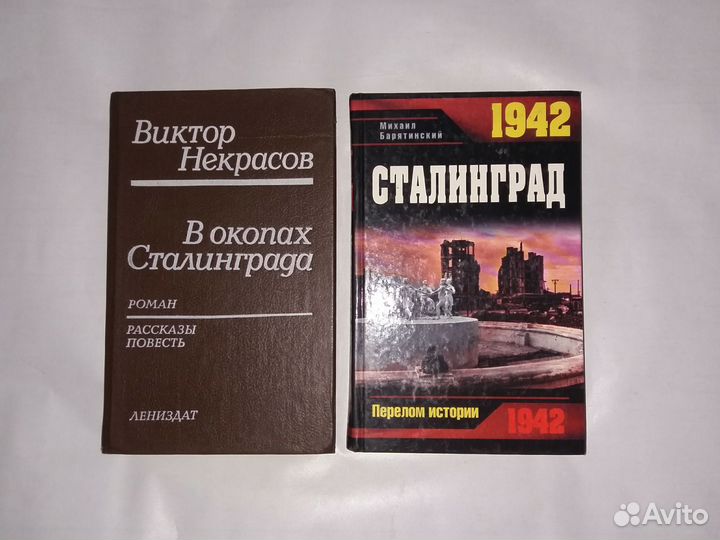 Виктор
Некрасов
В окопах
Сталинграда
РОМАН
РАССКАЗЫ
ПОВЕСТЬ
ЛЕНИЗДАТ
1942
Михаил
Барятинский
СТАЛИНГРАД
Перелом истории
1942
Avito